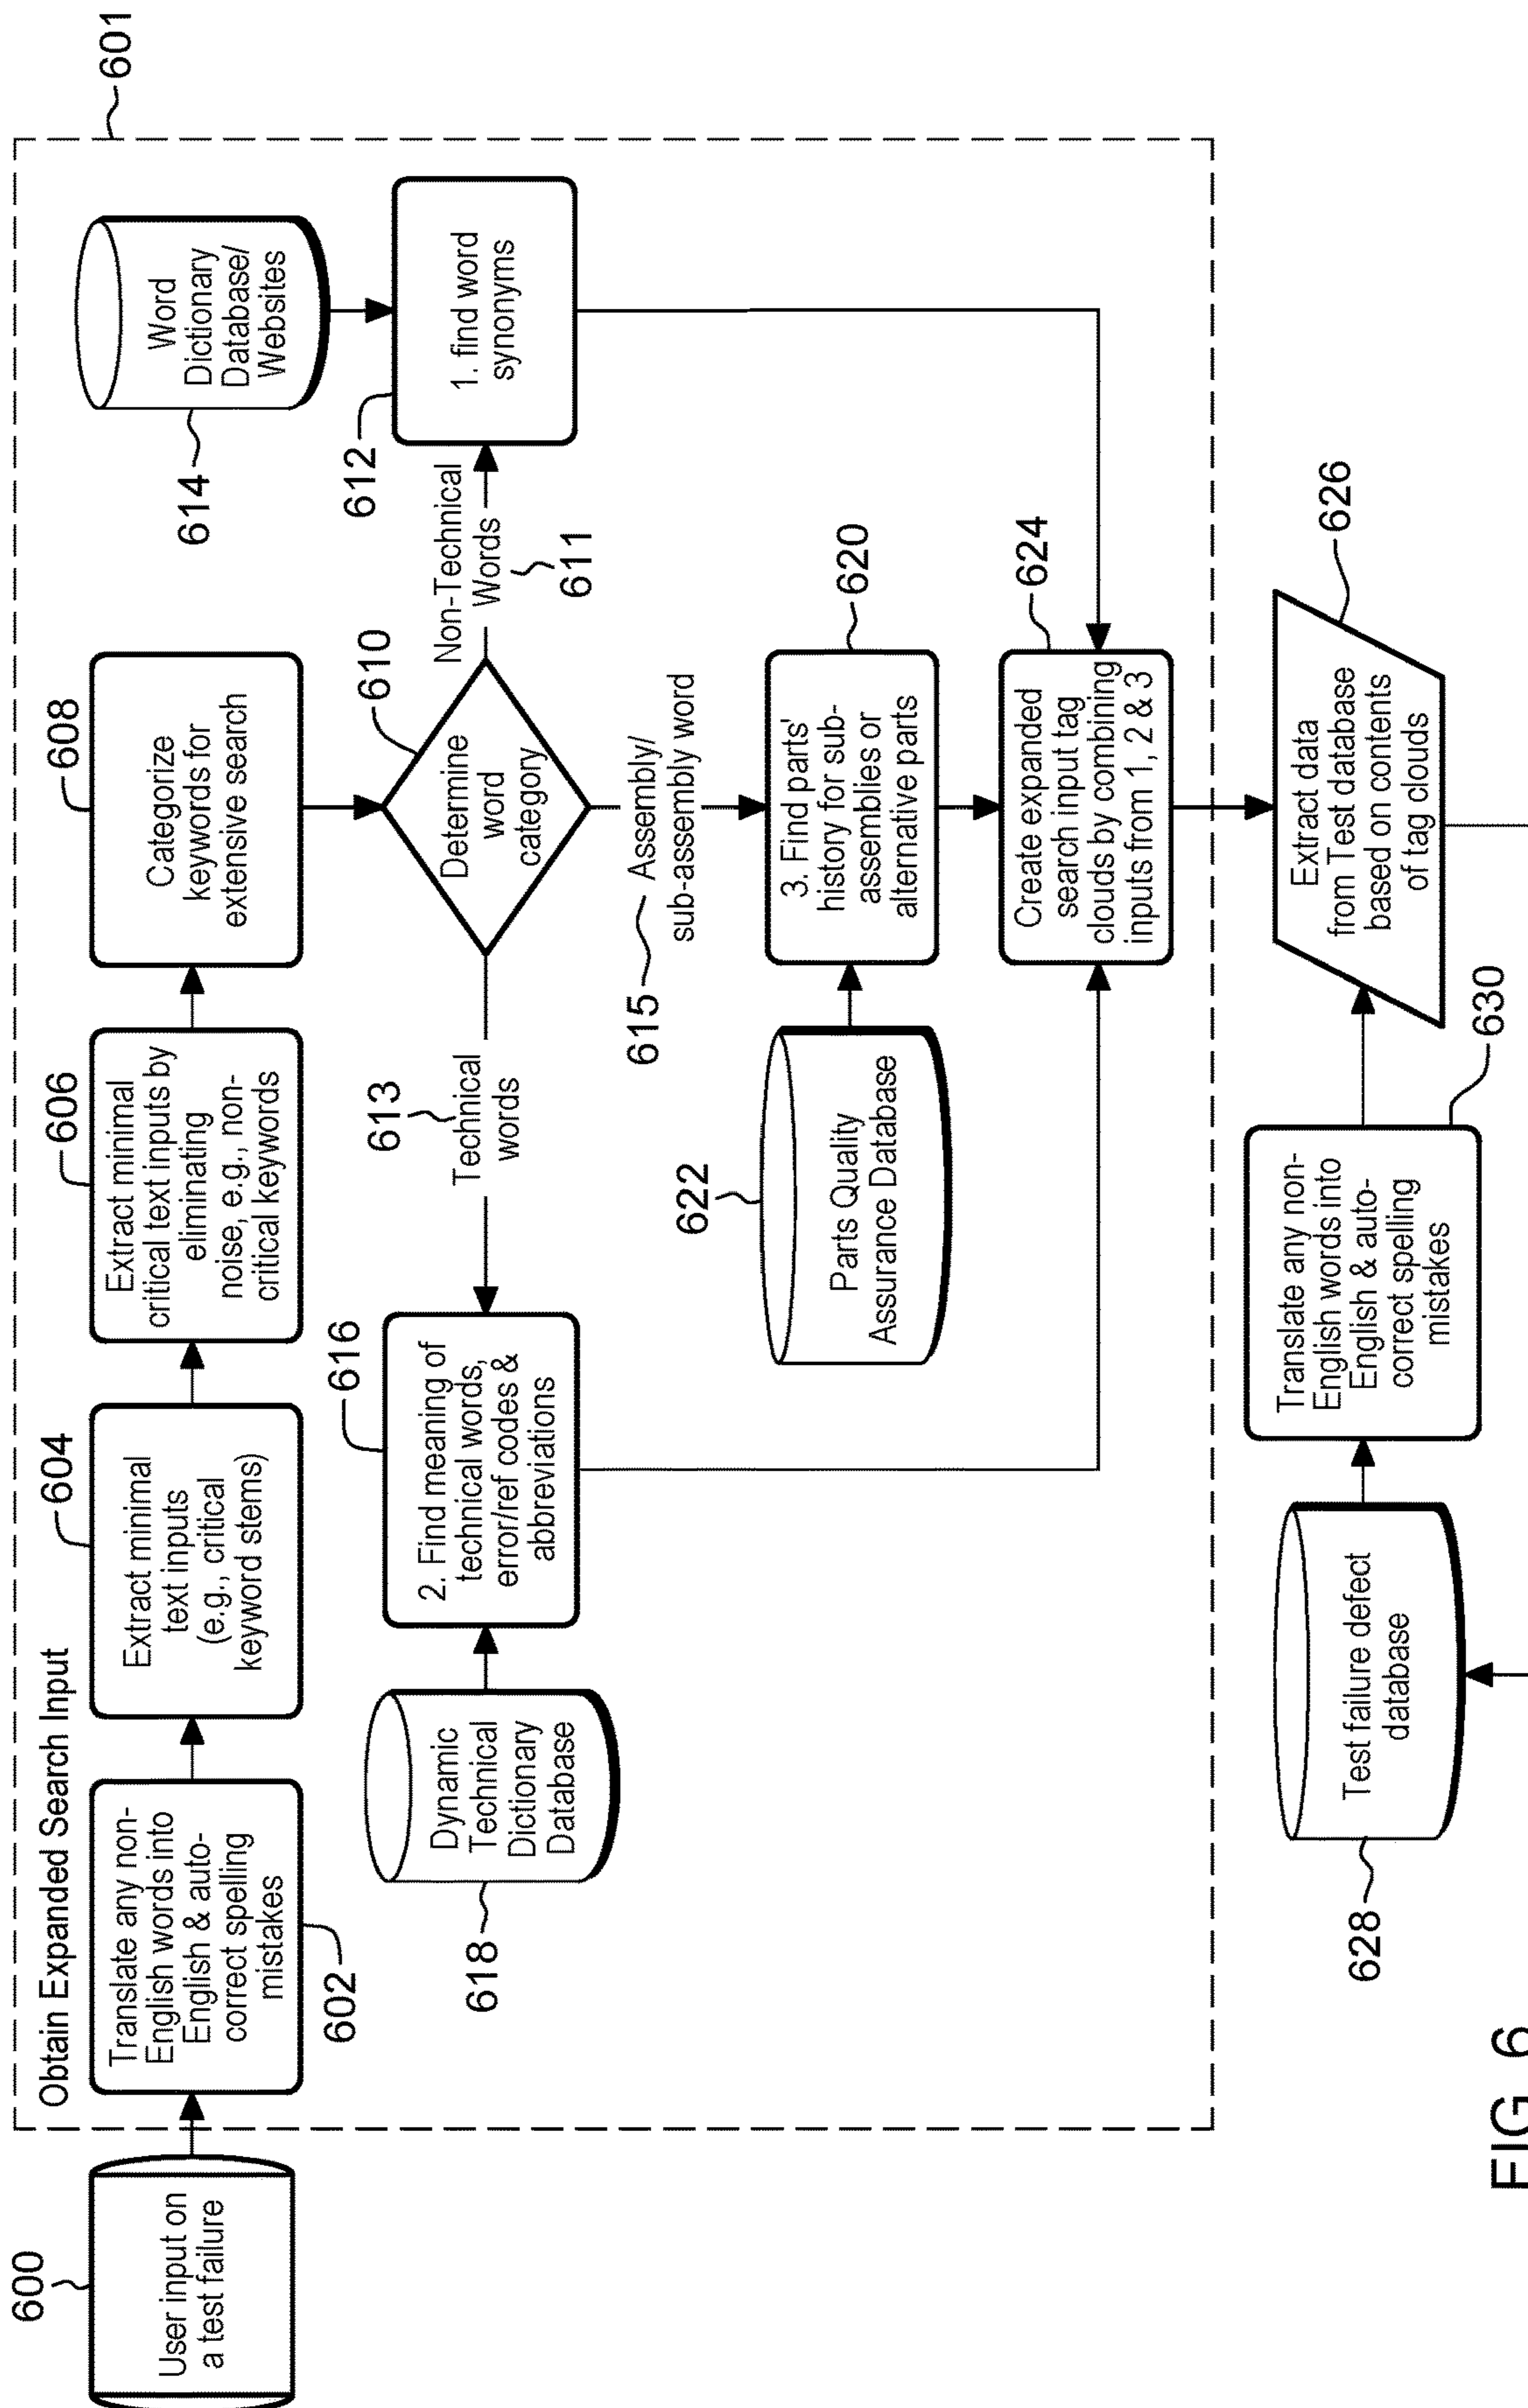 601
Obtain Expanded Search Input
600
User input on
a test failure
Translate any non-
English words into
English & auto-
correct spelling
mistakes
602
604
Extract minimal
text inputs
(e.g., critical
keyword stems)
606
Extract minimal
critical text inputs by
eliminating
noise, e.g., non-
critical keywords
608
Categorize
keywords for
extensive search
610
Determine
word
category
Non-Technical
Words
611
612
1. find word
synonyms
614
Word
Dictionary
Database/
Websites
613
Technical
words
616
2. Find meaning of
technical words,
error/ref codes &
abbreviations
618
Dynamic
Technical
Dictionary
Database
615
Assembly/
sub-assembly word
620
3. Find parts'
history for sub-
assemblies or
alternative parts
622
Parts Quality
Assurance Database
624
Create expanded
search input tag
clouds by combining
inputs from 1, 2 & 3
626
Extract data
from Test database
based on contents
of tag clouds
628
Test failure defect
database
Translate any non-
English words into
English & auto-
correct spelling
mistakes
630
FIG. 6